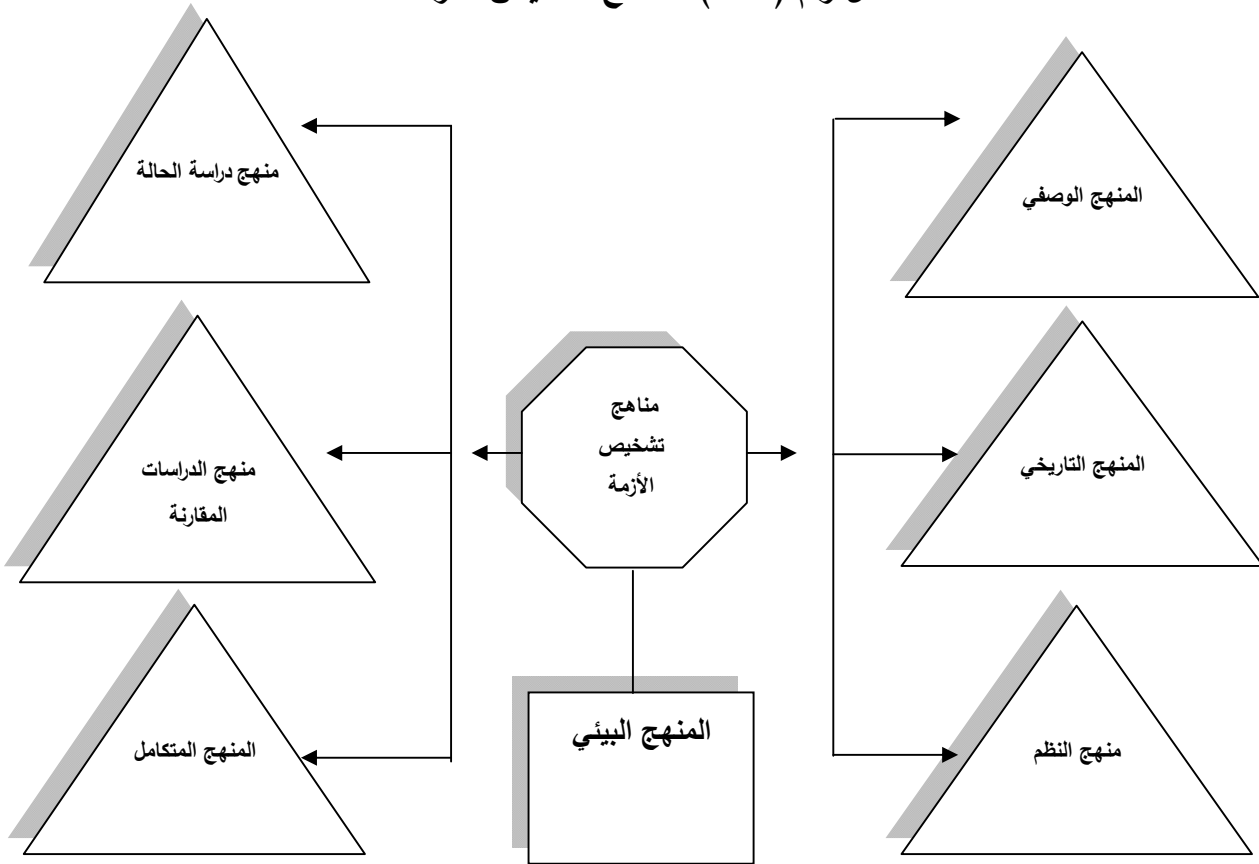 المنهج الوصفي
منهج دراسة الحالة
مناهج
تشخيص
الأزمة
المنهج التاريخي
منهج الدراسات
المقارنة
المنهج البيئي
منهج النظم
المنهج المتكامل